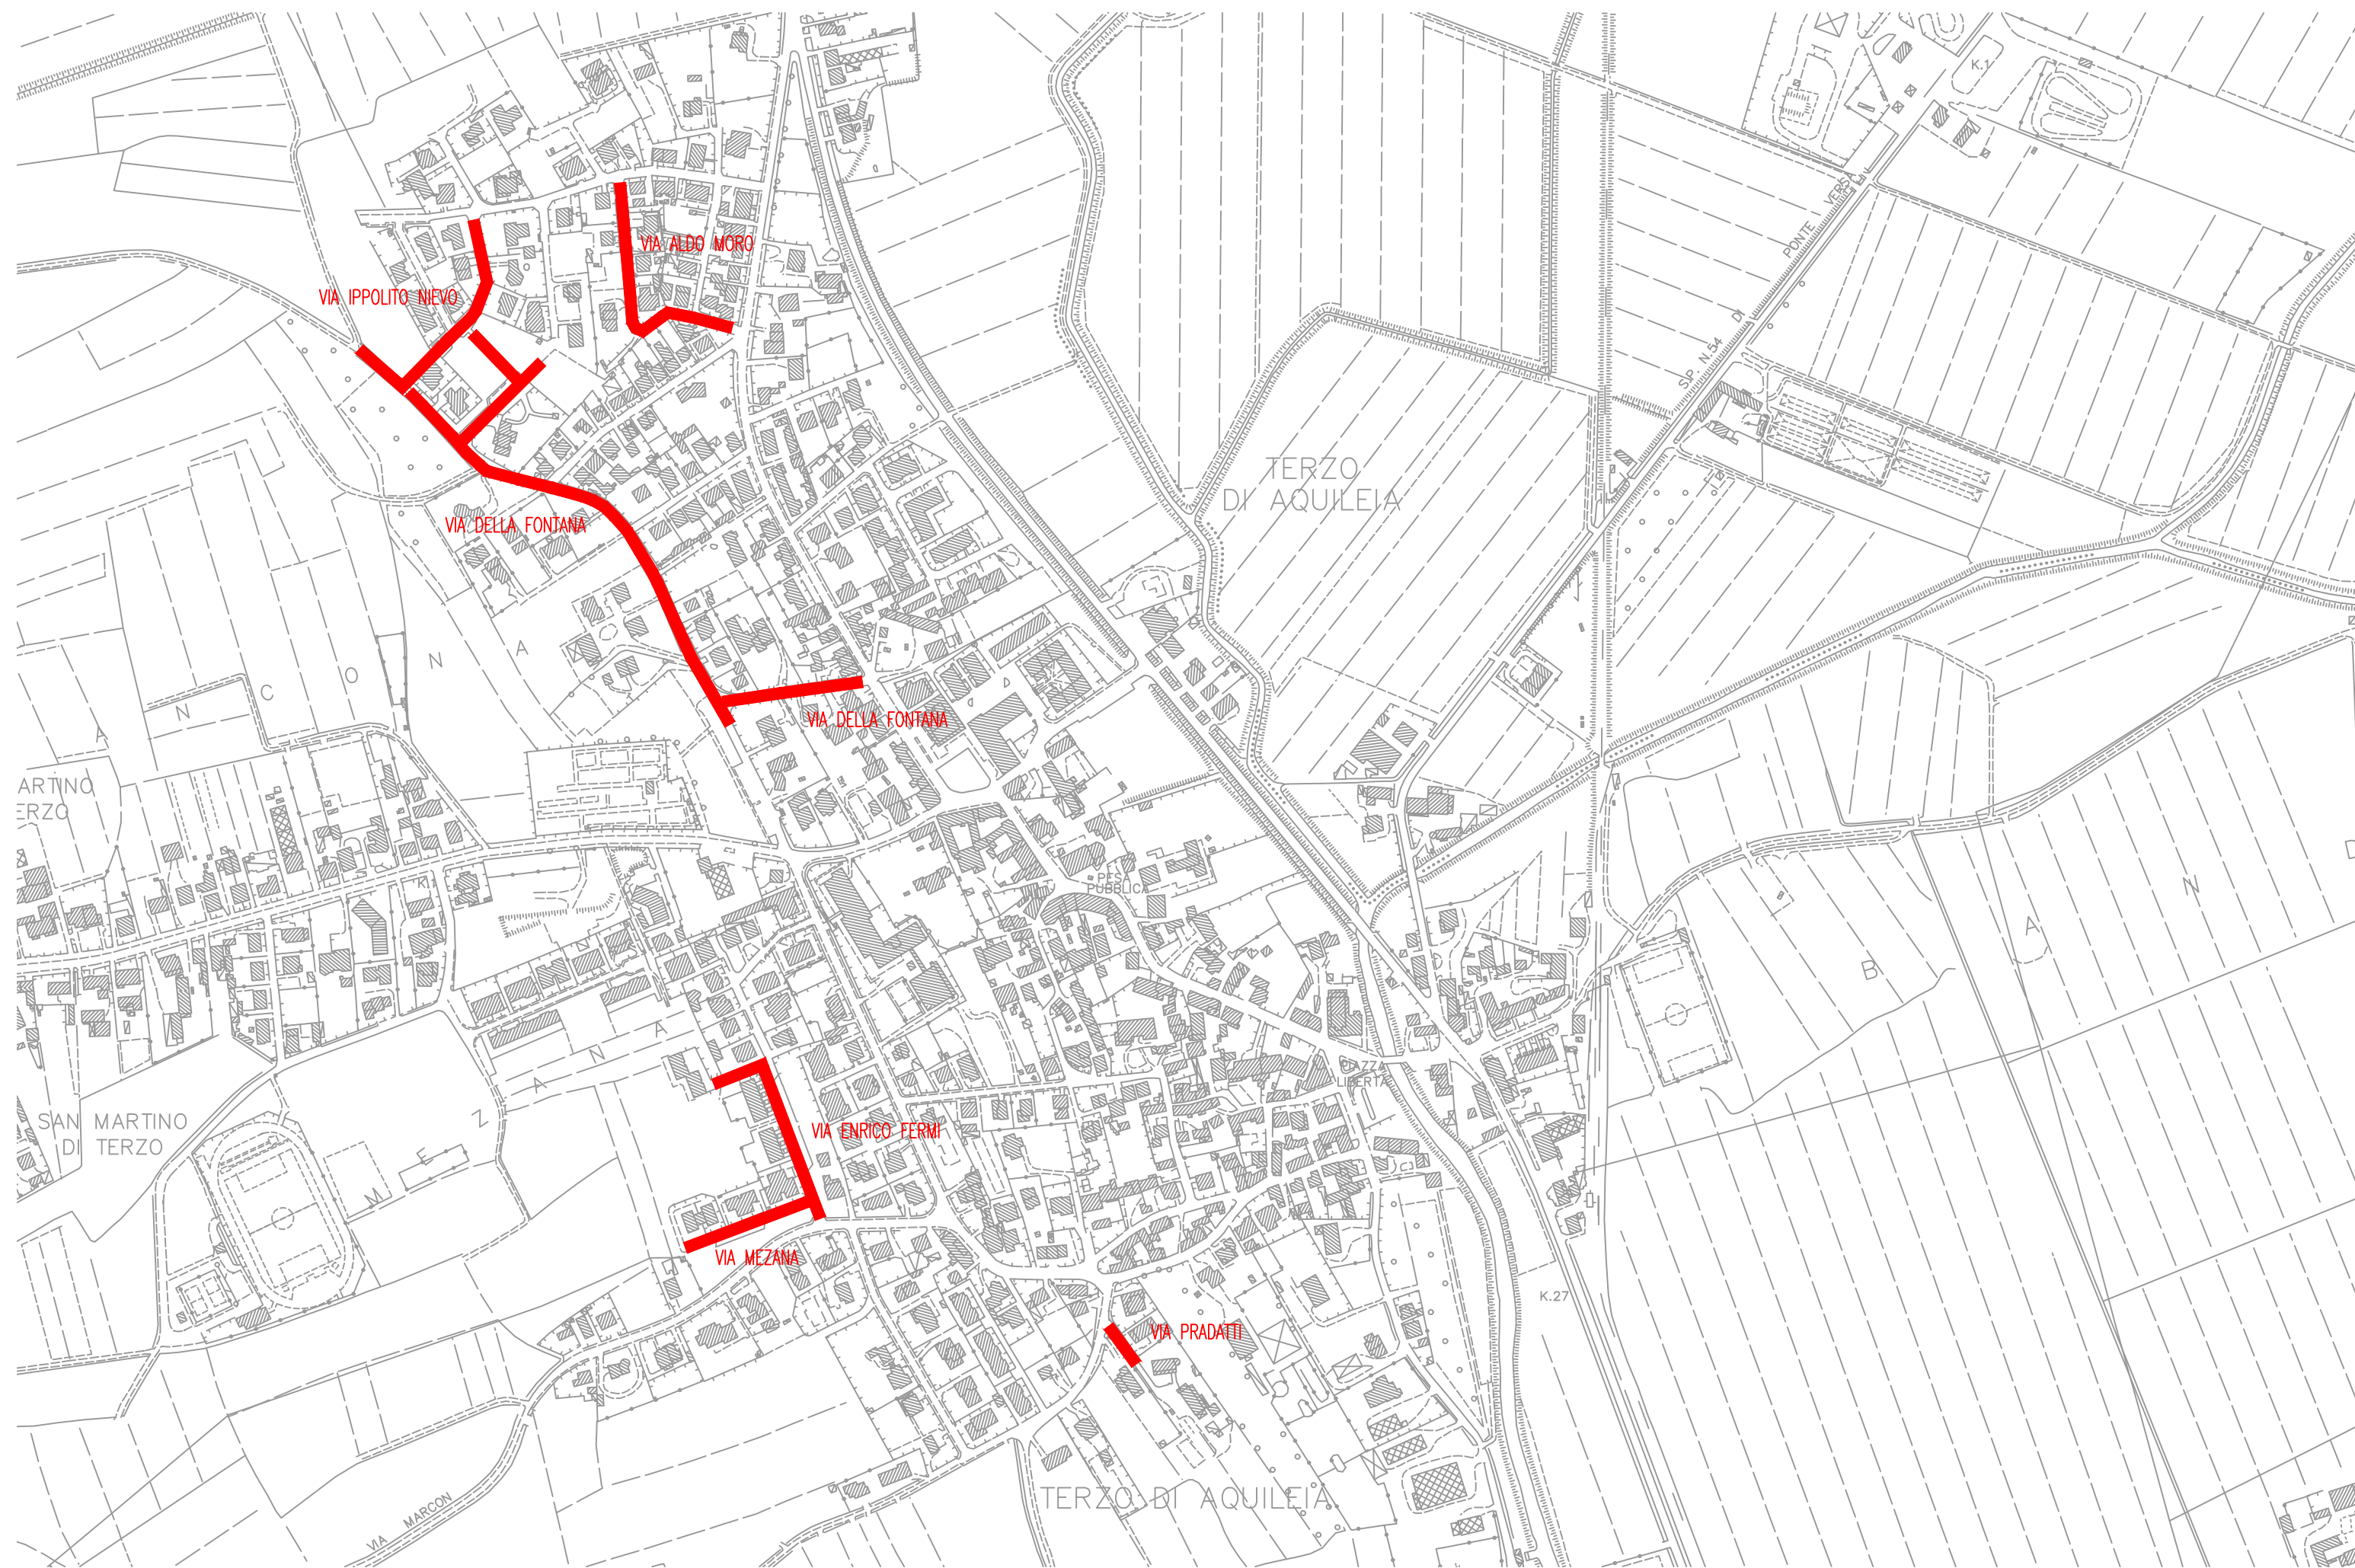 K.1
VIA ALDO MORO
VIA IPPOLITO NIEVO
S.P. N.54 DI PONTE VERS
TERZO
DI AQUILEIA
VIA DELLA FONTANA
A N C O N A
VIA DELLA FONTANA
ARTINO
ERZO
PESA
PUBBLICA
B A N D
SAN MARTINO
DI TERZO
M E Z A N A
PIAZZA
LIBERTA'
VIA ENRICO FERMI
VIA MEZANA
K.27
VIA PRADATTI
TERZO DI AQUILEIA
VIA MARCON